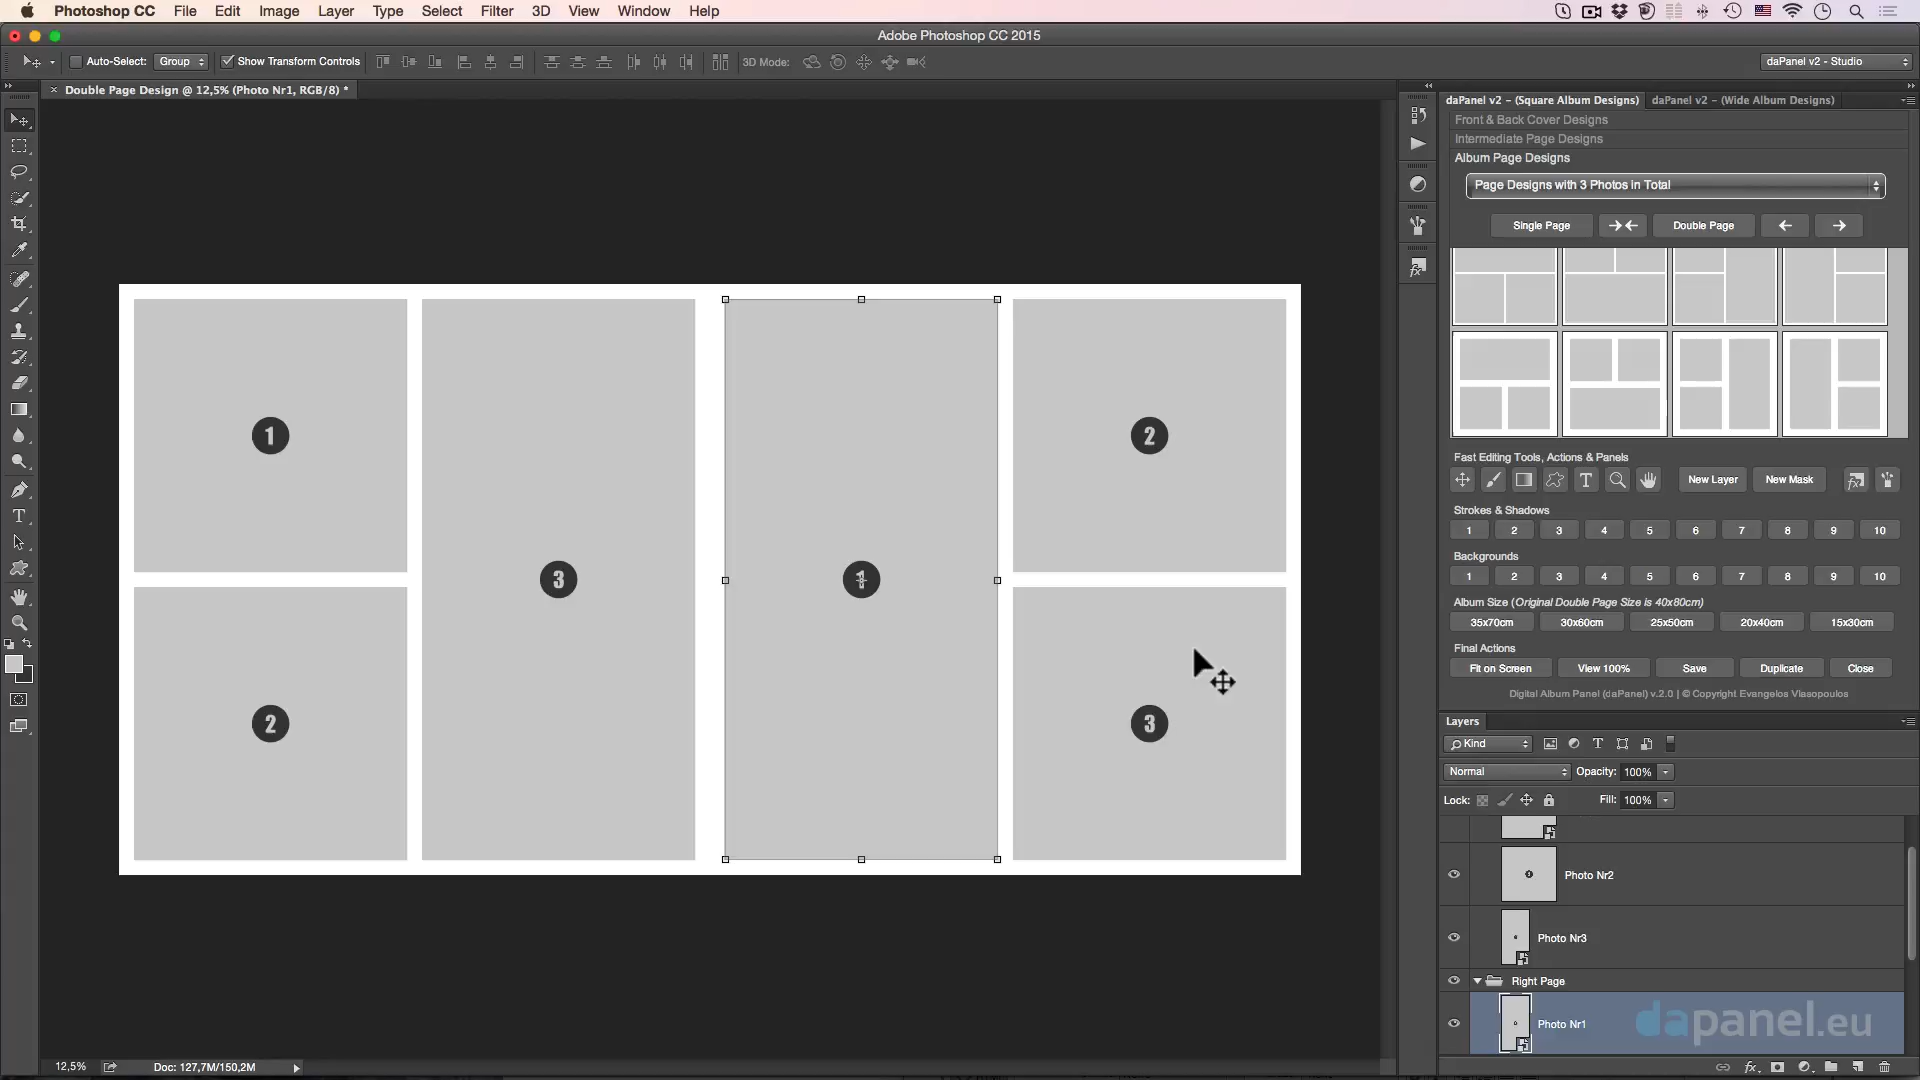 Photoshop CC File Edit Image Layer Type Select Filter 3D View Window Help
Adobe Photoshop CC 2015
Auto-Select: Group Show Transform Controls 3D Mode: daPanel v2 - Studio
× Double Page Design @ 12,5% (Photo Nr1, RGB/8) *
daPanel v2 – (Square Album Designs) daPanel v2 – (Wide Album Designs)
Front & Back Cover Designs
Intermediate Page Designs
Album Page Designs
Page Designs with 3 Photos in Total
Single Page Double Page
1
2
3
1
2
3
Fast Editing Tools, Actions & Panels
T New Layer New Mask fx
Strokes & Shadows
1 2 3 4 5 6 7 8 9 10
Backgrounds
1 2 3 4 5 6 7 8 9 10
Album Size (Original Double Page Size is 40x80cm)
35x70cm 30x60cm 25x50cm 20x40cm 15x30cm
Final Actions
Fit on Screen View 100% Save Duplicate Close
Digital Album Panel (daPanel) v.2.0 | © Copyright Evangelos Vlasopoulos
Layers
Kind
Normal Opacity: 100%
Lock: Fill: 100%
Photo Nr2
Photo Nr3
Right Page
Photo Nr1
dapanel.eu
12,5% Doc: 127,7M/150,2M